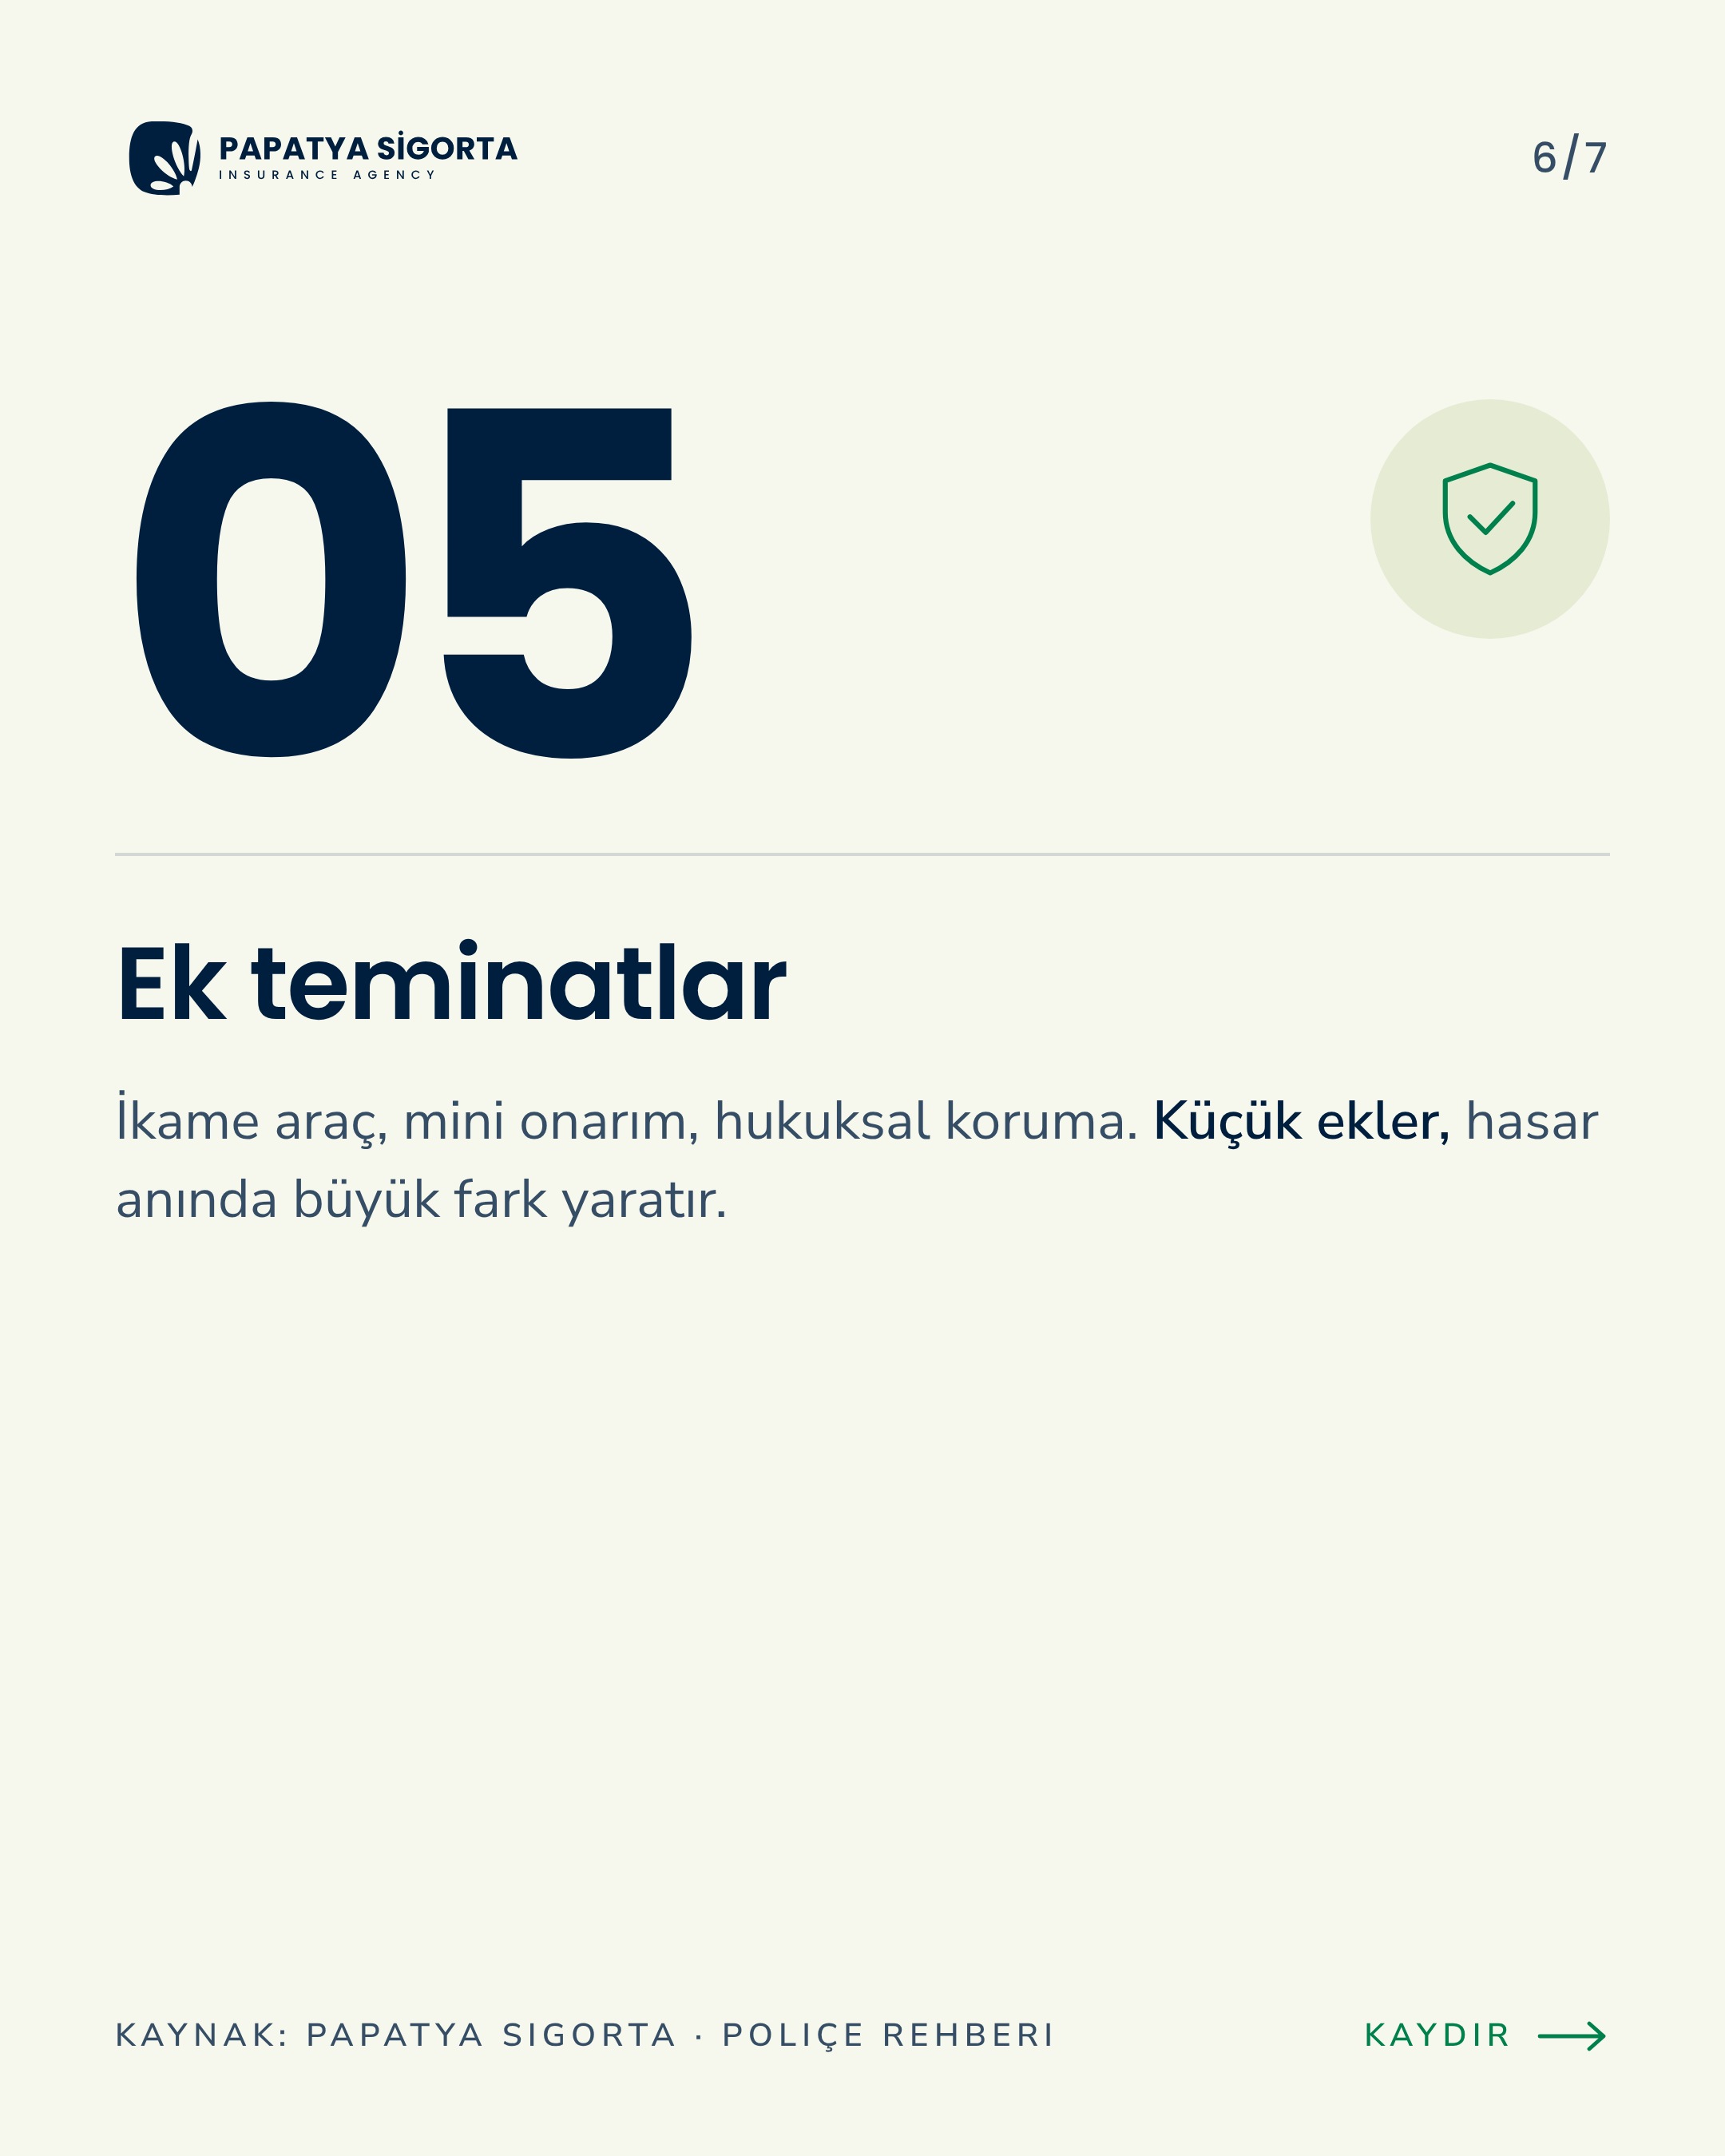 PAPATYA SİGORTA
INSURANCE AGENCY
6/7
05
Ek teminatlar
İkame araç, mini onarım, hukuksal koruma. Küçük ekler, hasar
anında büyük fark yaratır.
KAYNAK: PAPATYA SIGORTA · POLIÇE REHBERI
KAYDIR